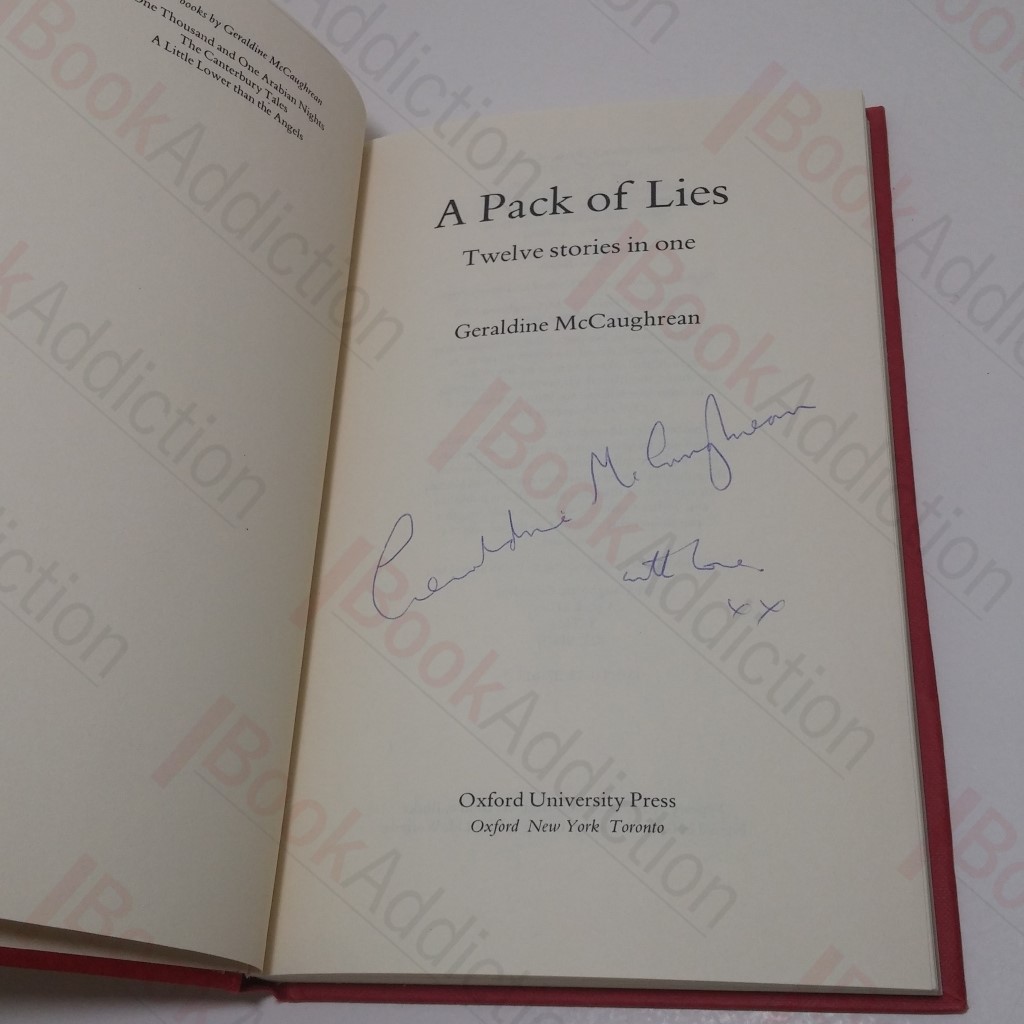 books by Geraldine McCaughrean
One Thousand and One Arabian Nights
The Canterbury Tales
A Little Lower than the Angels
A Pack of Lies
Twelve stories in one
Geraldine McCaughrean
Geraldine McCaughrean
with love
xx
Oxford University Press
Oxford New York Toronto
BookAddiction